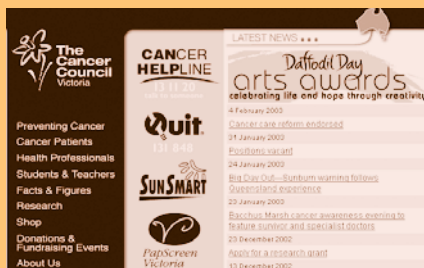 The
Cancer
Council
Victoria
Preventing Cancer
Cancer Patients
Health Professionals
Students & Teachers
Facts & Figures
Research
Shop
Donations &
Fundraising Events
About Us
CANCER
HELPLINE
13 11 20
Quit
131 848
SUNSMART
PapScreen
Victoria
LATEST NEWS
Daffodil Day
arts awards
celebrating life and hope through creativity
4 February 2003
Cancer care reform endorsed
31 January 2003
Positions vacant
24 January 2003
Big Day Out—Sunburn warning follows
Queensland experience
20 January 2003
Bacchus Marsh cancer awareness evening to
feature survivor and specialist doctors
23 December 2002
Apply for a research grant
13 December 2002